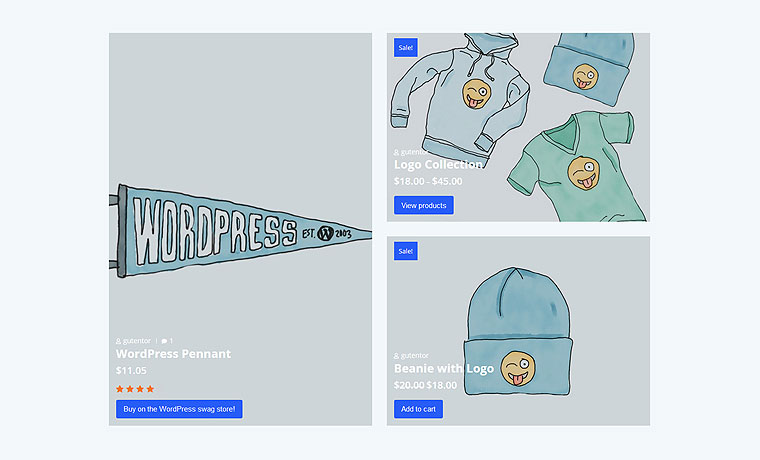 WORDPRESS EST. W 2003
gutentor | 1
WordPress Pennant
$11.05
Buy on the WordPress swag store!
Sale!
gutentor
Logo Collection
$18.00 - $45.00
View products
Sale!
gutentor
Beanie with Logo
$20.00 $18.00
Add to cart